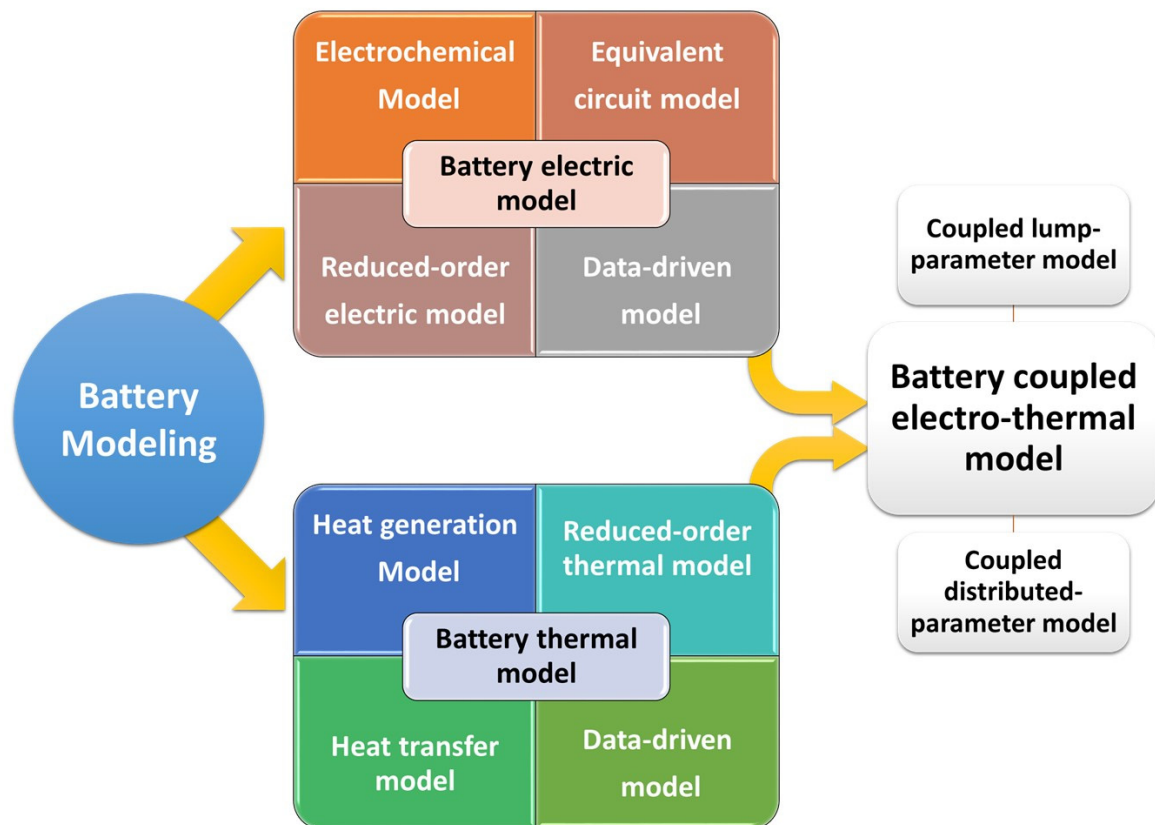 Battery
Modeling
Electrochemical
Model
Equivalent
circuit model
Battery electric
model
Reduced-order
electric model
Data-driven
model
Heat generation
Model
Reduced-order
thermal model
Battery thermal
model
Heat transfer
model
Data-driven
model
Coupled lump-
parameter model
Battery coupled
electro-thermal
model
Coupled
distributed-
parameter model